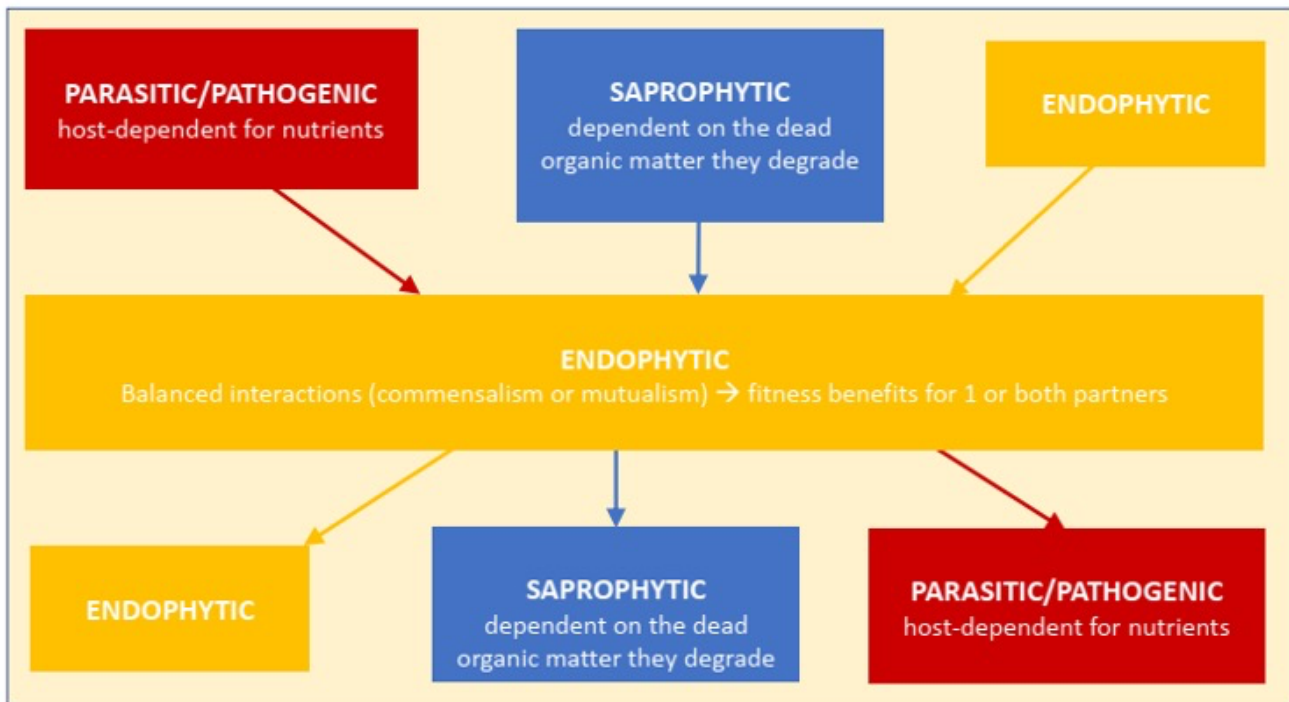 PARASITIC/PATHOGENIC
host-dependent for nutrients
SAPROPHYTIC
dependent on the dead
organic matter they degrade
ENDOPHYTIC
ENDOPHYTIC
Balanced interactions (commensalism or mutualism) → fitness benefits for 1 or both partners
ENDOPHYTIC
SAPROPHYTIC
dependent on the dead
organic matter they degrade
PARASITIC/PATHOGENIC
host-dependent for nutrients